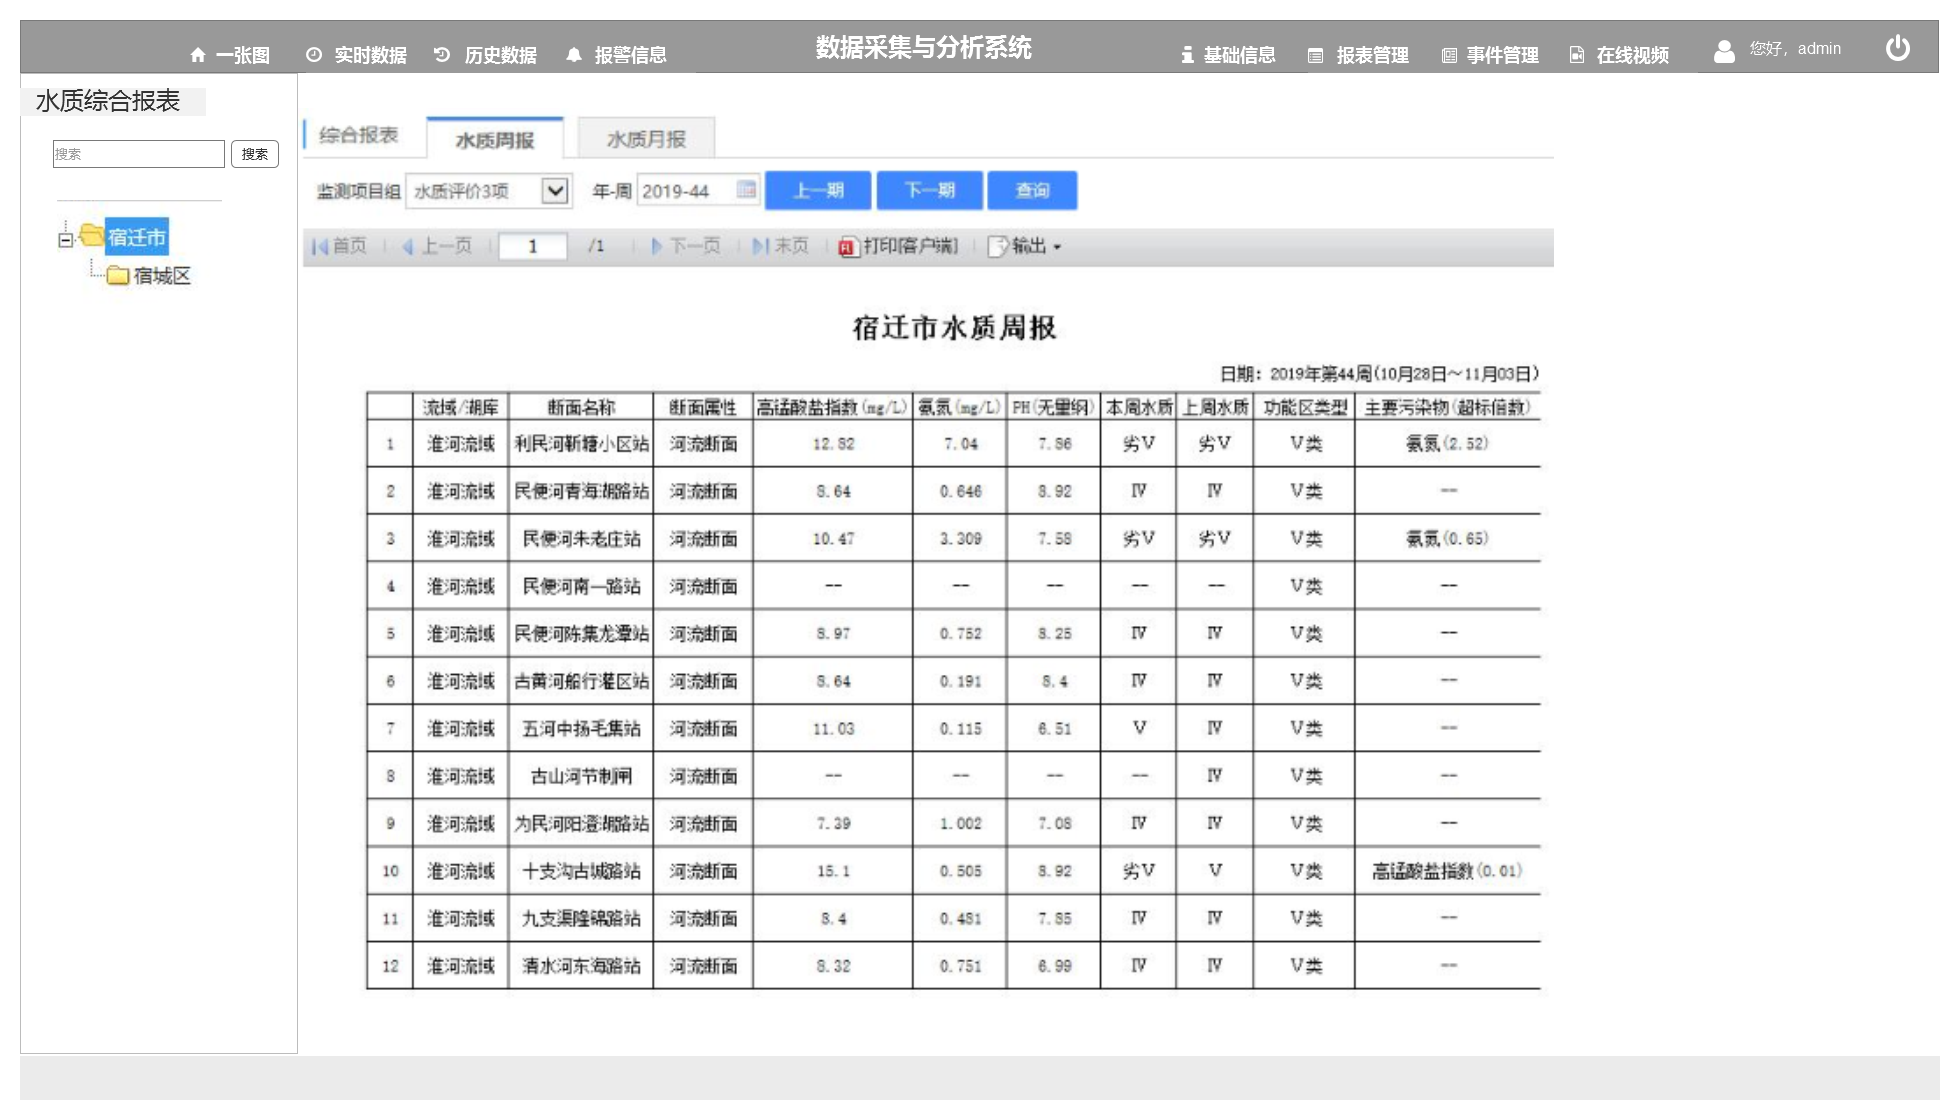 一张图 实时数据 历史数据 报警信息 数据采集与分析系统 基础信息 报表管理 事件管理 在线视频 您好，admin
水质综合报表
搜索 搜索
宿迁市
宿城区
综合报表 水质周报 水质月报
监测项目组 水质评价3项 年-周 2019-44 上一期 下一期 查询
首页 上一页 1 /1 下一页 末页 打印[客户端] 输出
宿迁市水质周报
日期：2019年第44周(10月28日～11月03日)
流域/湖库 断面名称 断面属性 高锰酸盐指数(mg/L) 氨氮(mg/L) PH(无量纲) 本周水质 上周水质 功能区类型 主要污染物(超标倍数)
1 淮河流域 利民河靳塘小区站 河流断面 12.82 7.04 7.86 劣Ⅴ 劣Ⅴ Ⅴ类 氨氮(2.52)
2 淮河流域 民便河青海湖路站 河流断面 8.64 0.646 8.92 Ⅳ Ⅳ Ⅴ类 --
3 淮河流域 民便河朱老庄站 河流断面 10.47 3.309 7.58 劣Ⅴ 劣Ⅴ Ⅴ类 氨氮(0.65)
4 淮河流域 民便河南一路站 河流断面 -- -- -- -- -- Ⅴ类 --
5 淮河流域 民便河陈集龙潭站 河流断面 8.97 0.752 8.25 Ⅳ Ⅳ Ⅴ类 --
6 淮河流域 古黄河船行灌区站 河流断面 8.64 0.191 8.4 Ⅳ Ⅳ Ⅴ类 --
7 淮河流域 五河中扬毛集站 河流断面 11.03 0.115 6.51 Ⅴ Ⅳ Ⅴ类 --
8 淮河流域 古山河节制闸 河流断面 -- -- -- -- Ⅳ Ⅴ类 --
9 淮河流域 为民河阳澄湖路站 河流断面 7.39 1.002 7.08 Ⅳ Ⅳ Ⅴ类 --
10 淮河流域 十支沟古城路站 河流断面 15.1 0.505 8.92 劣Ⅴ Ⅴ Ⅴ类 高锰酸盐指数(0.01)
11 淮河流域 九支渠隆锦路站 河流断面 8.4 0.481 7.85 Ⅳ Ⅳ Ⅴ类 --
12 淮河流域 清水河东海路站 河流断面 8.32 0.751 6.99 Ⅳ Ⅳ Ⅴ类 --